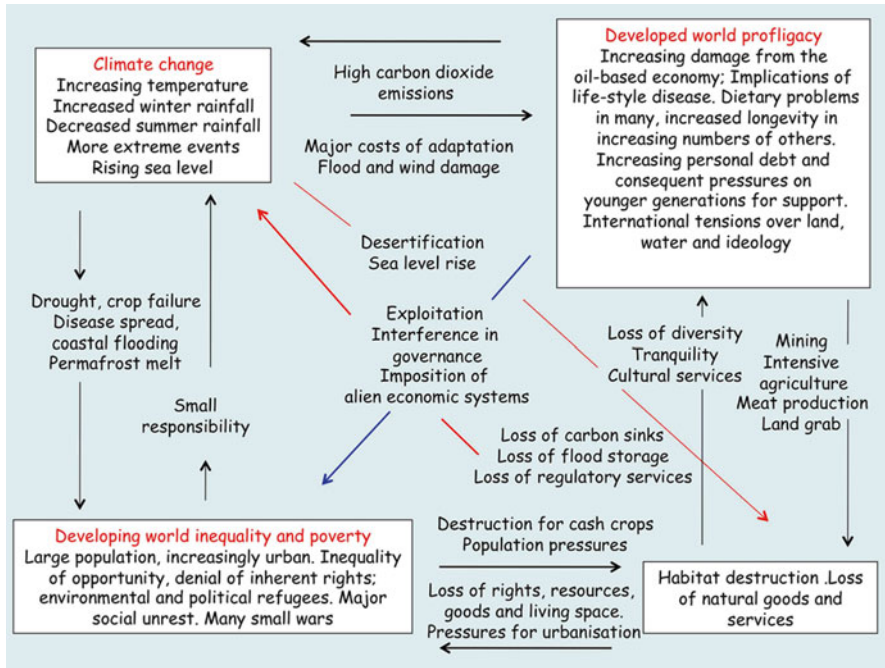 Climate change
Increasing temperature
Increased winter rainfall
Decreased summer rainfall
More extreme events
Rising sea level
High carbon dioxide
emissions
Major costs of adaptation
Flood and wind damage
Developed world profligacy
Increasing damage from the
oil-based economy; Implications of
life-style disease. Dietary problems
in many, increased longevity in
increasing numbers of others.
Increasing personal debt and
consequent pressures on
younger generations for support.
International tensions over land,
water and ideology
Desertification
Sea level rise
Drought, crop failure
Disease spread,
coastal flooding
Permafrost melt
Exploitation
Interference in
governance
Imposition of
alien economic systems
Loss of diversity
Tranquility
Cultural services
Mining
Intensive
agriculture
Meat production
Land grab
Small
responsibility
Loss of carbon sinks
Loss of flood storage
Loss of regulatory services
Developing world inequality and poverty
Large population, increasingly urban. Inequality
of opportunity, denial of inherent rights;
environmental and political refugees. Major
social unrest. Many small wars
Destruction for cash crops
Population pressures
Loss of rights, resources,
goods and living space.
Pressures for urbanisation
Habitat destruction .Loss
of natural goods and
services